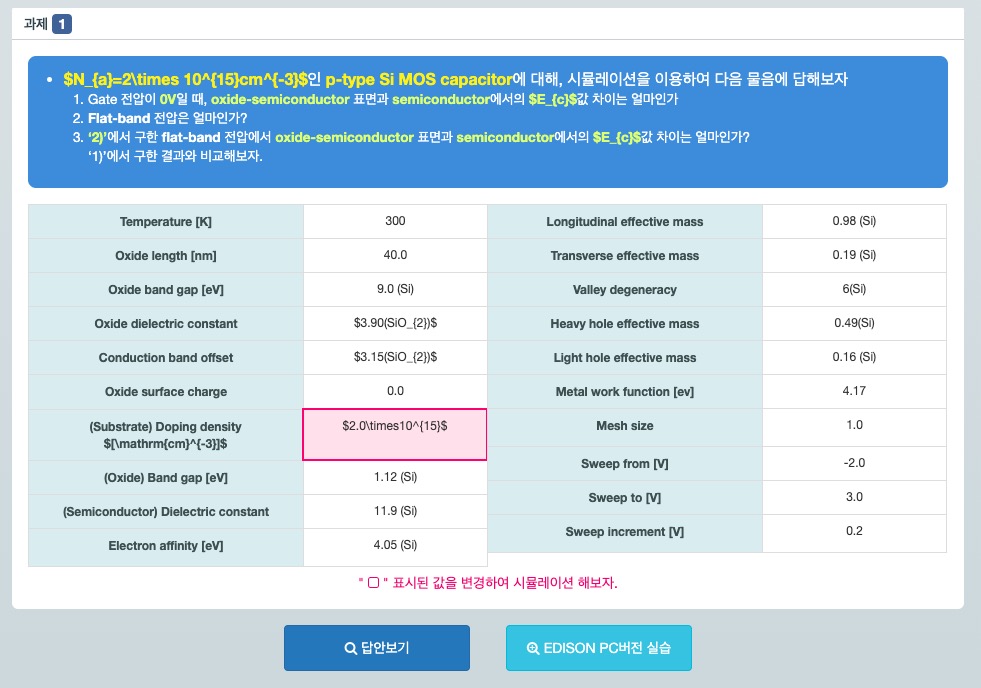 과제 1
• $N_{a}=2\times 10^{15}cm^{-3}$인 p-type Si MOS capacitor에 대해, 시뮬레이션을 이용하여 다음 물음에 답해보자
1. Gate 전압이 0V일 때, oxide-semiconductor 표면과 semiconductor에서의 $E_{c}$값 차이는 얼마인가
2. Flat-band 전압은 얼마인가?
3. ‘2)’에서 구한 flat-band 전압에서 oxide-semiconductor 표면과 semiconductor에서의 $E_{c}$값 차이는 얼마인가?
‘1)’에서 구한 결과와 비교해보자.
Temperature [K] 300 Longitudinal effective mass 0.98 (Si)
Oxide length [nm] 40.0 Transverse effective mass 0.19 (Si)
Oxide band gap [eV] 9.0 (Si) Valley degeneracy 6(Si)
Oxide dielectric constant $3.90(SiO_{2})$ Heavy hole effective mass 0.49(Si)
Conduction band offset $3.15(SiO_{2})$ Light hole effective mass 0.16 (Si)
Oxide surface charge 0.0 Metal work function [ev] 4.17
(Substrate) Doping density $2.0\times10^{15}$ Mesh size 1.0
$[\mathrm{cm}^{-3}]$
(Oxide) Band gap [eV] 1.12 (Si) Sweep from [V] -2.0
(Semiconductor) Dielectric constant 11.9 (Si) Sweep to [V] 3.0
Electron affinity [eV] 4.05 (Si) Sweep increment [V] 0.2
" ▢ " 표시된 값을 변경하여 시뮬레이션 해보자.
답안보기 EDISON PC버전 실습